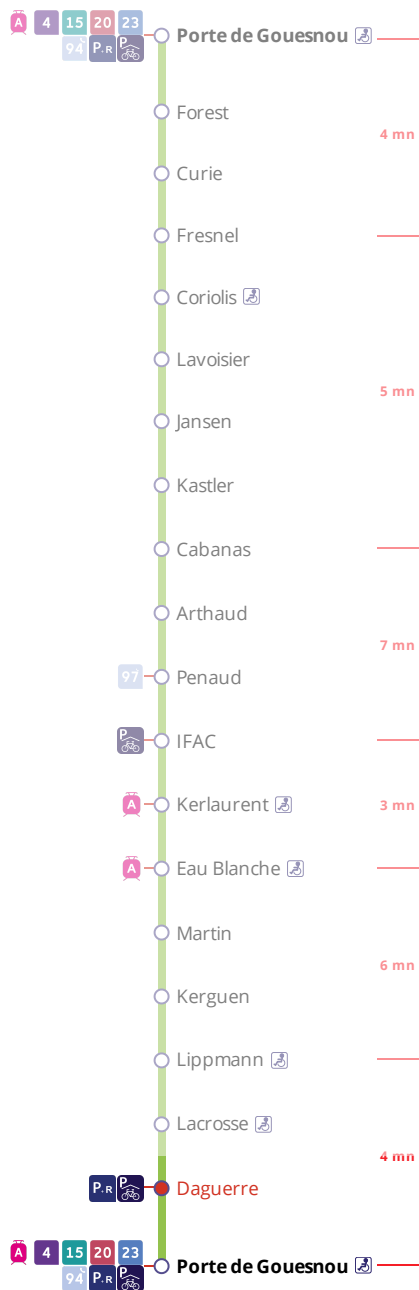 A 4 15 20 23 Porte de Gouesnou
94 P.R P
Forest
4 mn
Curie
Fresnel
Coriolis
Lavoisier
5 mn
Jansen
Kastler
Cabanas
Arthaud
7 mn
97 Penaud
P IFAC
A Kerlaurent 3 mn
A Eau Blanche
Martin
6 mn
Kerguen
Lippmann
Lacrosse
4 mn
P.R P Daguerre
A 4 15 20 23 Porte de Gouesnou
94 P.R P